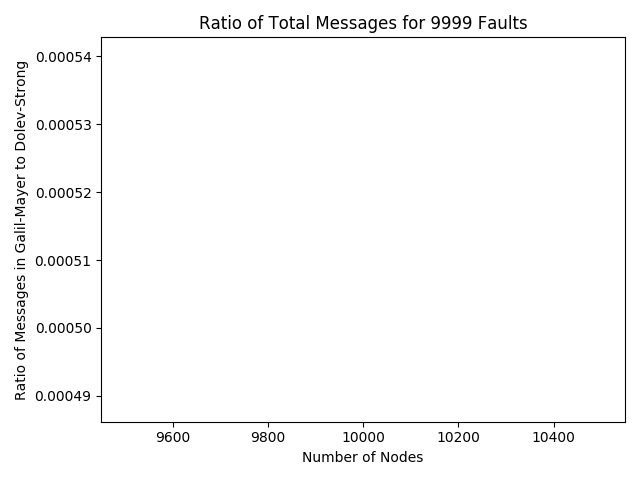 Ratio of Total Messages for 9999 Faults
Ratio of Messages in Galil-Mayer to Dolev-Strong
0.00054
0.00053
0.00052
0.00051
0.00050
0.00049
9600 9800 10000 10200 10400
Number of Nodes